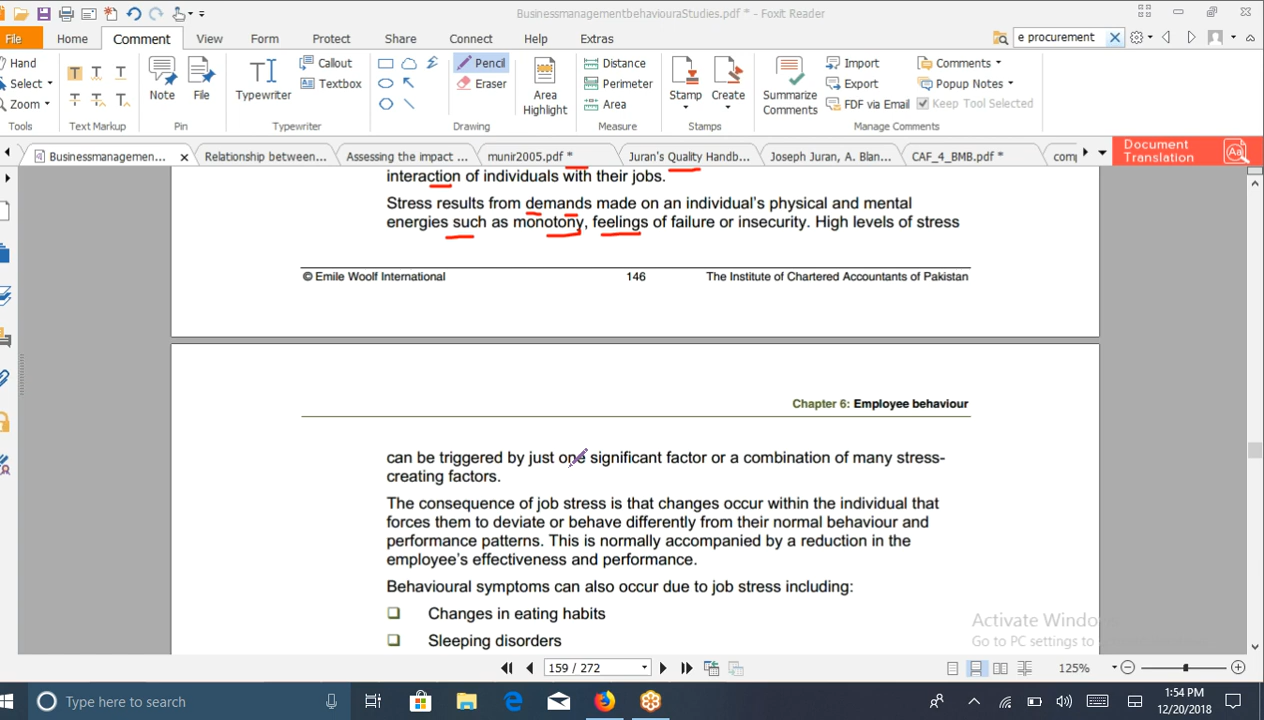 BusinessmanagementbehaviouraStudies.pdf * - Foxit Reader
File Home Comment View Form Protect Share Connect Help Extras e procurement
Hand
Select
Zoom
Tools
Text Markup
Note
File
Pin
Typewriter
Callout
Textbox
Typewriter
Pencil
Eraser
Area
Highlight
Drawing
Distance
Perimeter
Area
Measure
Stamp
Create
Stamps
Summarize
Comments
Import
Export
FDF via Email
Comments
Popup Notes
Keep Tool Selected
Manage Comments
Businessmanagemen...
Relationship between...
Assessing the impact ...
munir2005.pdf *
Juran's Quality Handb...
Joseph Juran, A. Blan...
CAF_4_BMB.pdf *
Document
Translation
interaction of individuals with their jobs.
Stress results from demands made on an individual's physical and mental
energies such as monotony, feelings of failure or insecurity. High levels of stress
© Emile Woolf International 146 The Institute of Chartered Accountants of Pakistan
Chapter 6: Employee behaviour
can be triggered by just one significant factor or a combination of many stress-
creating factors.
The consequence of job stress is that changes occur within the individual that
forces them to deviate or behave differently from their normal behaviour and
performance patterns. This is normally accompanied by a reduction in the
employee's effectiveness and performance.
Behavioural symptoms can also occur due to job stress including:
❑ Changes in eating habits
❑ Sleeping disorders
Go to PC settings to
159 / 272
125%
Type here to search
1:54 PM
12/20/2018